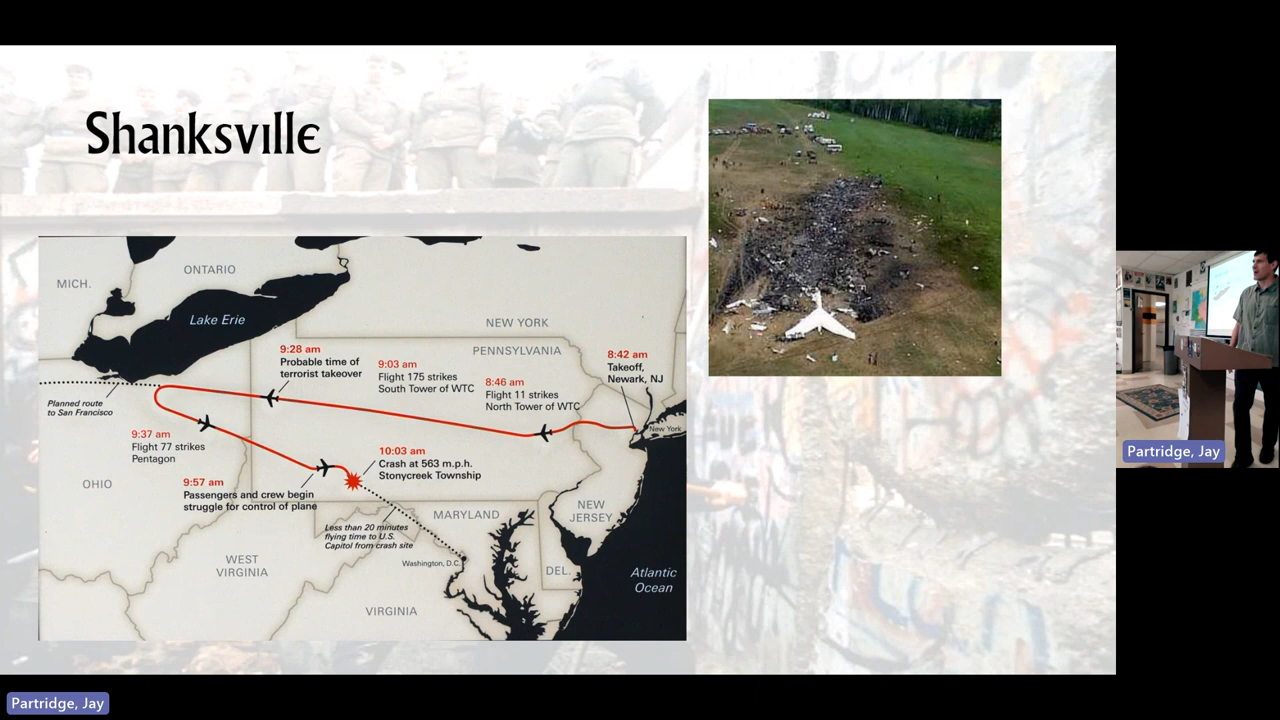 Shanksville
MICH.
ONTARIO
Lake Erie
NEW YORK
PENNSYLVANIA
9:28 am
Probable time of
terrorist takeover
9:03 am
Flight 175 strikes
South Tower of WTC
8:46 am
Flight 11 strikes
North Tower of WTC
8:42 am
Takeoff,
Newark, NJ
Planned route
to San Francisco
New York
9:37 am
Flight 77 strikes
Pentagon
10:03 am
Crash at 563 m.p.h.
Stonycreek Township
OHIO
9:57 am
Passengers and crew begin
struggle for control of plane
Less than 20 minutes
flying time to U.S.
Capitol from crash site
MARYLAND
NEW
JERSEY
Washington, D.C.
WEST
VIRGINIA
DEL.
Atlantic
Ocean
VIRGINIA
Partridge, Jay
Partridge, Jay